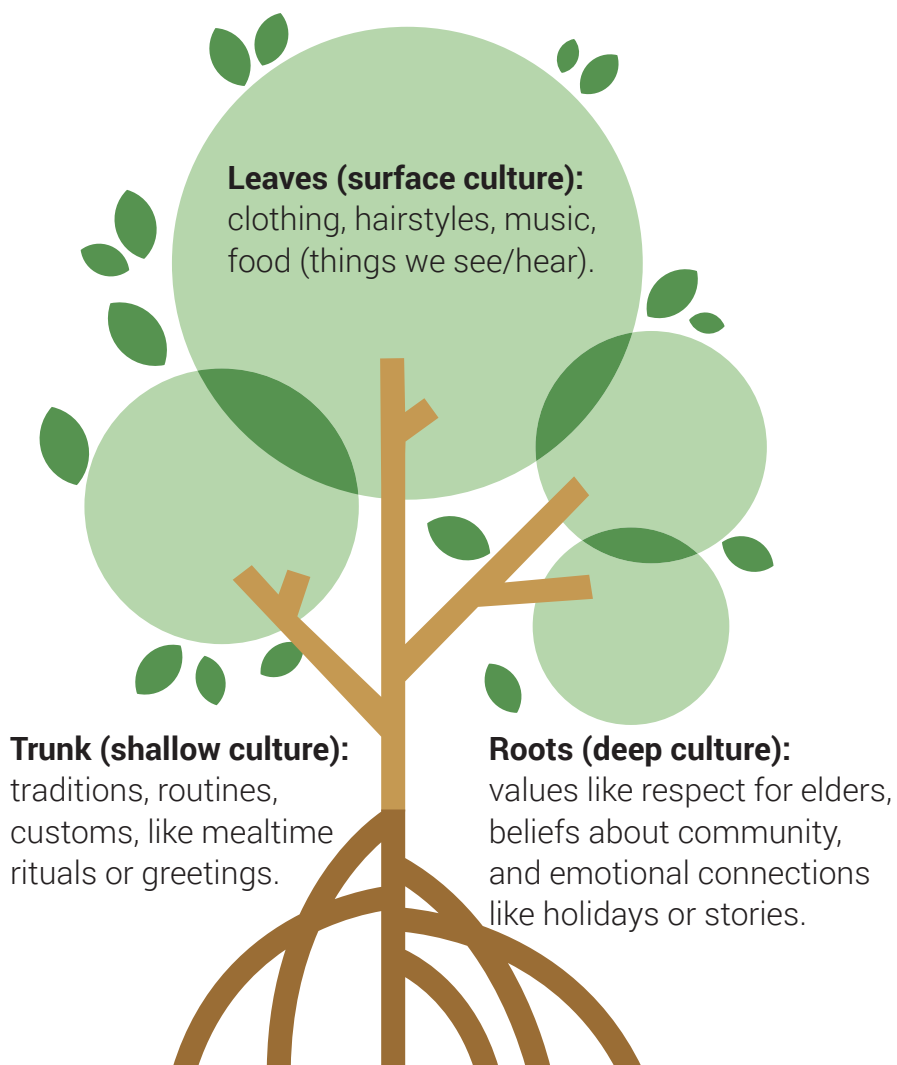 Leaves (surface culture):
clothing, hairstyles, music,
food (things we see/hear).
Trunk (shallow culture):
traditions, routines,
customs, like mealtime
rituals or greetings.
Roots (deep culture):
values like respect for elders,
beliefs about community,
and emotional connections
like holidays or stories.